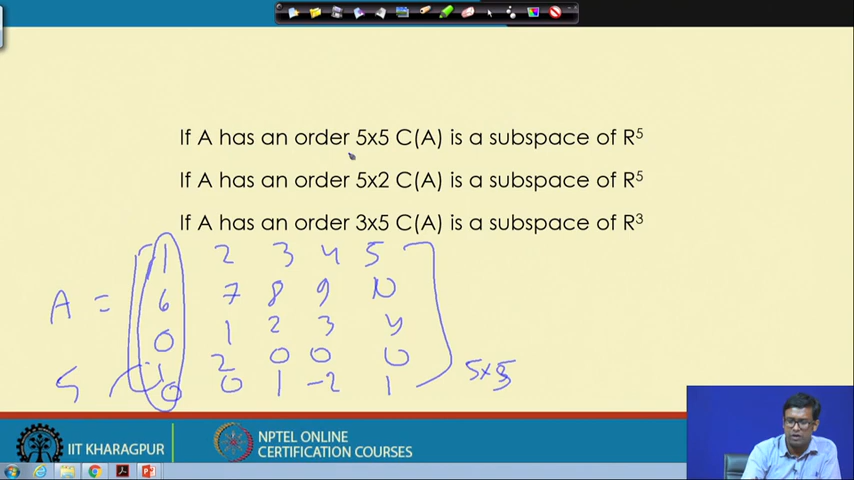 If A has an order 5x5 C(A) is a subspace of R⁵
If A has an order 5x2 C(A) is a subspace of R⁵
If A has an order 3x5 C(A) is a subspace of R³
1 2 3 4 5
6 7 8 9 10
A =
0 1 2 3 4
1 2 0 0 0
0 0 1 -2 1
5x5
5
IIT KHARAGPUR
NPTEL ONLINE
CERTIFICATION COURSES